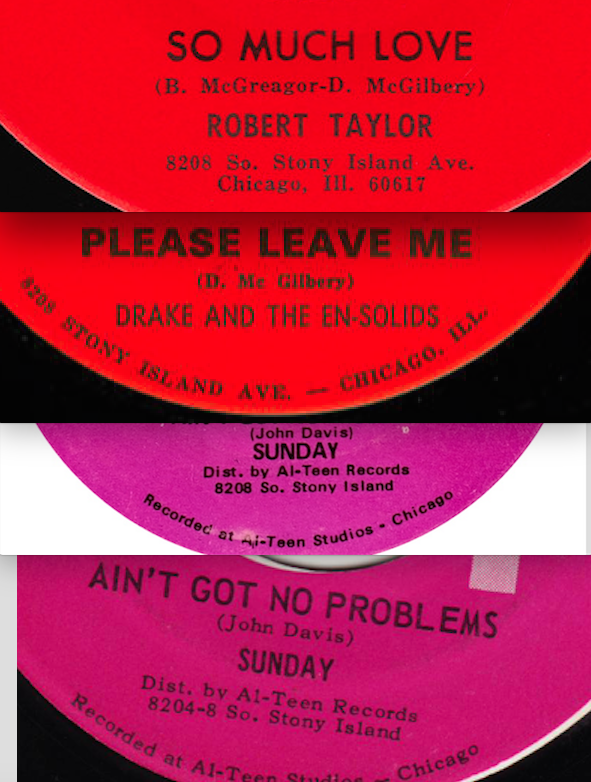 SO MUCH LOVE
(B. McGreagor-D. McGilbery)
ROBERT TAYLOR
8208 So. Stony Island Ave.
Chicago, Ill. 60617
PLEASE LEAVE ME
(D. Mc Gilbery)
DRAKE AND THE EN-SOLIDS
8208 STONY ISLAND AVE. — CHICAGO, ILL.
(John Davis)
SUNDAY
Dist. by Al-Teen Records
8208 So. Stony Island
Recorded at Al-Teen Studios - Chicago
AIN'T GOT NO PROBLEMS
(John Davis)
SUNDAY
Dist. by Al-Teen Records
8204-8 So. Stony Island
Recorded at Al-Teen Studios - Chicago